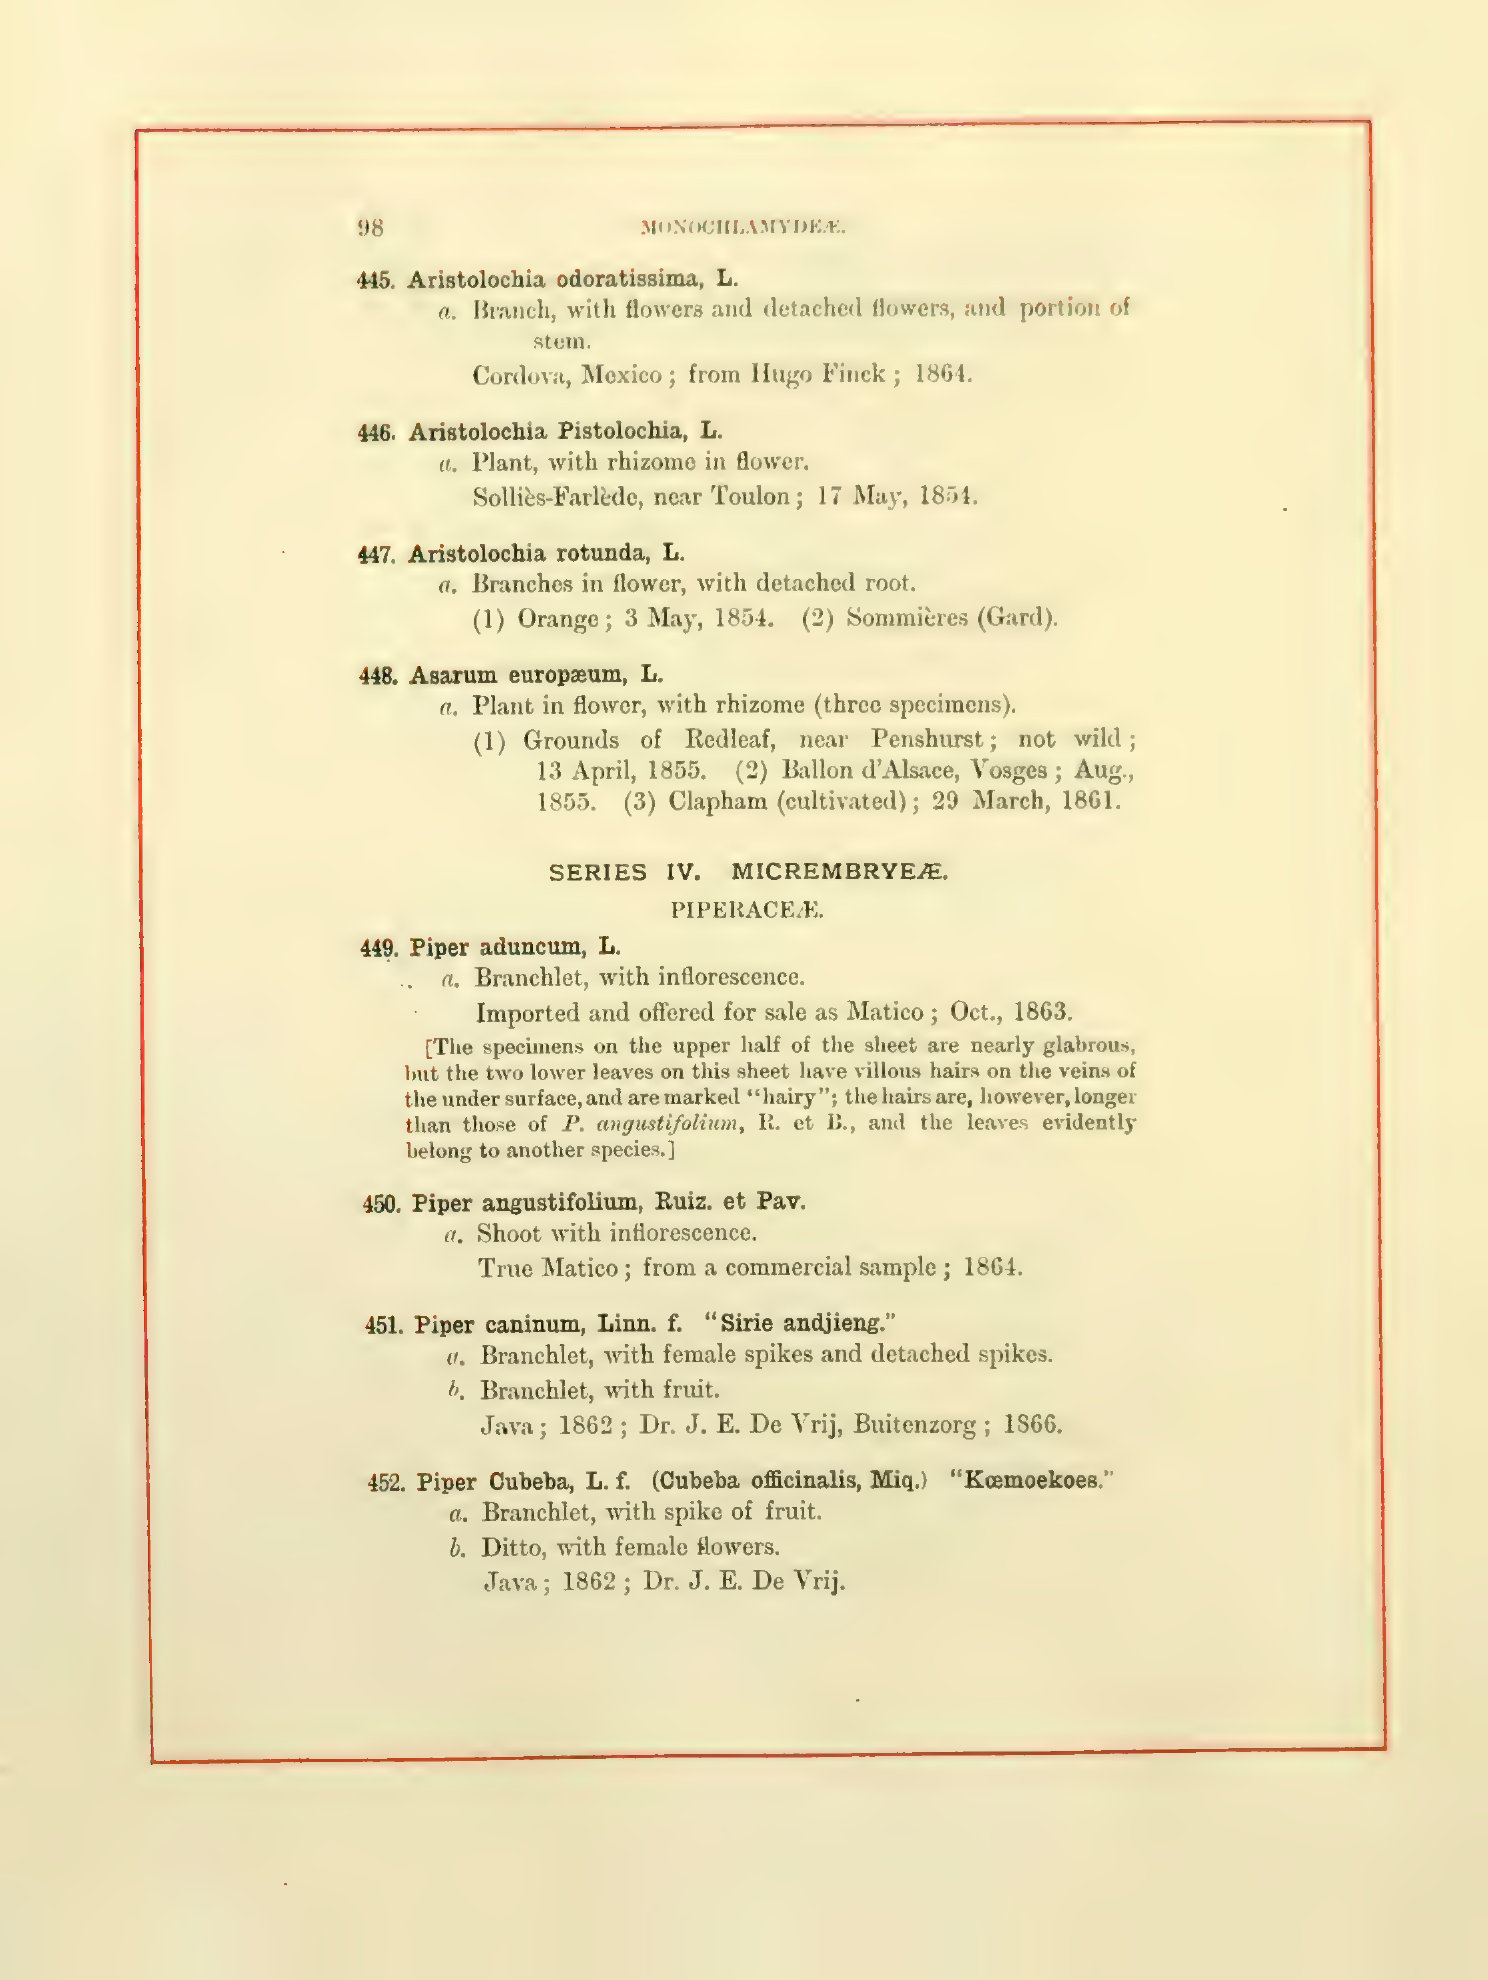 98 MONOCHLAMYDEÆ.
445. Aristolochia odoratissima, L.
a. Branch, with flowers and detached flowers, and portion of
stem.
Cordova, Mexico; from Hugo Finck; 1864.
446. Aristolochia Pistolochia, L.
a. Plant, with rhizome in flower.
Solliès-Farlède, near Toulon; 17 May, 1854.
447. Aristolochia rotunda, L.
a. Branches in flower, with detached root.
(1) Orange; 3 May, 1854. (2) Sommières (Gard).
448. Asarum europæum, L.
a. Plant in flower, with rhizome (three specimens).
(1) Grounds of Redleaf, near Penshurst; not wild;
13 April, 1855. (2) Ballon d'Alsace, Vosges; Aug.,
1855. (3) Clapham (cultivated); 29 March, 1861.
SERIES IV. MICREMBRYEÆ.
PIPERACEÆ.
449. Piper aduncum, L.
a. Branchlet, with inflorescence.
Imported and offered for sale as Matico; Oct., 1863.
[The specimens on the upper half of the sheet are nearly glabrous,
but the two lower leaves on this sheet have villous hairs on the veins of
the under surface, and are marked "hairy"; the hairs are, however, longer
than those of P. angustifolium, R. et P., and the leaves evidently
belong to another species.]
450. Piper angustifolium, Ruiz. et Pav.
a. Shoot with inflorescence.
True Matico; from a commercial sample; 1864.
451. Piper caninum, Linn. f. "Sirie andjieng."
a. Branchlet, with female spikes and detached spikes.
b. Branchlet, with fruit.
Java; 1862; Dr. J. E. De Vrij, Buitenzorg; 1866.
452. Piper Cubeba, L. f. (Cubeba officinalis, Miq.) "Kœmoekoes."
a. Branchlet, with spike of fruit.
b. Ditto, with female flowers.
Java; 1862; Dr. J. E. De Vrij.